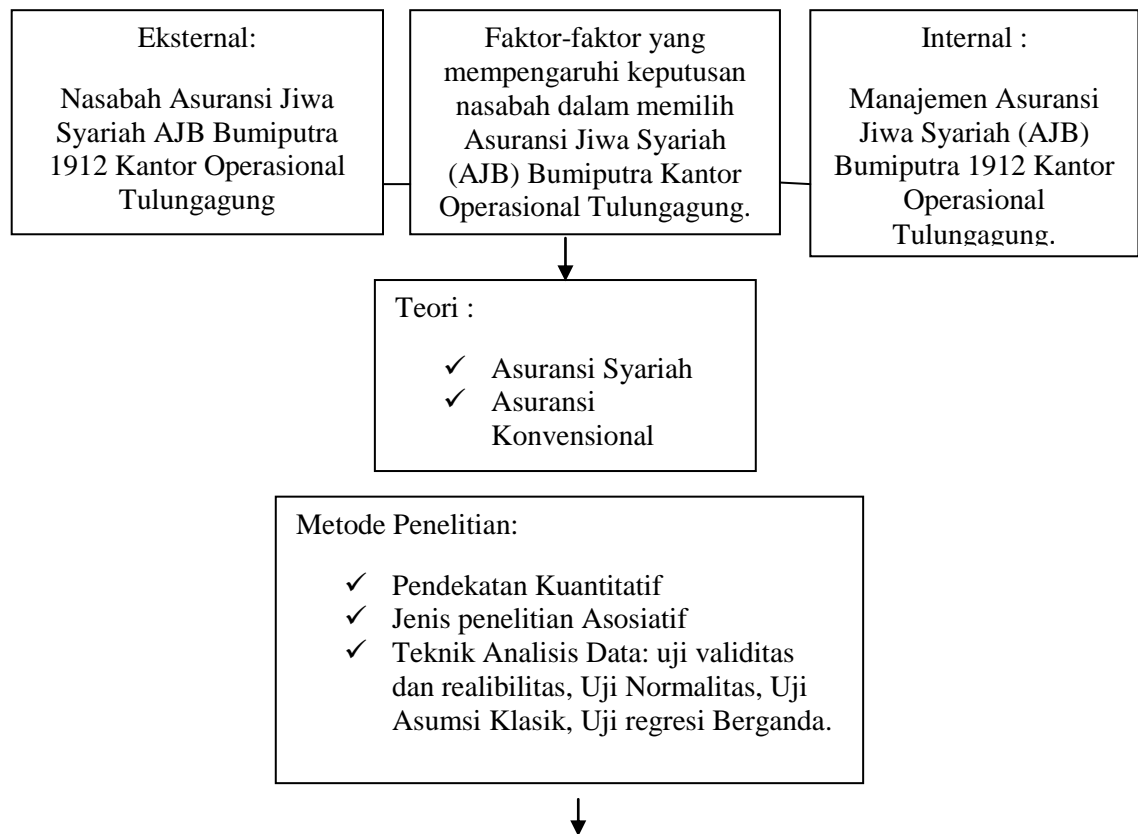 Eksternal:
Nasabah Asuransi Jiwa
Syariah AJB Bumiputra
1912 Kantor Operasional
Tulungagung
Faktor-faktor yang
mempengaruhi keputusan
nasabah dalam memilih
Asuransi Jiwa Syariah
(AJB) Bumiputra Kantor
Operasional Tulungagung.
Internal :
Manajemen Asuransi
Jiwa Syariah (AJB)
Bumiputra 1912 Kantor
Operasional
Tulungagung.
Teori :
✓ Asuransi Syariah
✓ Asuransi
Konvensional
Metode Penelitian:
✓ Pendekatan Kuantitatif
✓ Jenis penelitian Asosiatif
✓ Teknik Analisis Data: uji validitas
dan realibilitas, Uji Normalitas, Uji
Asumsi Klasik, Uji regresi Berganda.